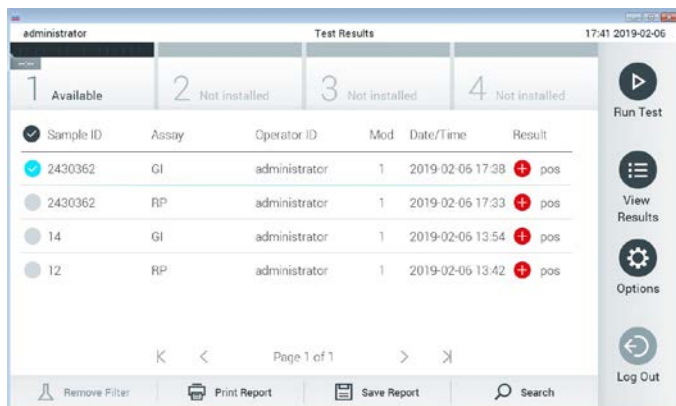 administrator Test Results 17:41 2019-02-06
1 Available 2 Not installed 3 Not installed 4 Not installed
Run Test
Sample ID Assay Operator ID Mod Date/Time Result
2430362 GI administrator 1 2019-02-06 17:38 pos
2430362 RP administrator 1 2019-02-06 17:33 pos
View
Results
14 GI administrator 1 2019-02-06 13:54 pos
12 RP administrator 1 2019-02-06 13:42 pos
Options
Page 1 of 1
Log Out
Remove Filter Print Report Save Report Search